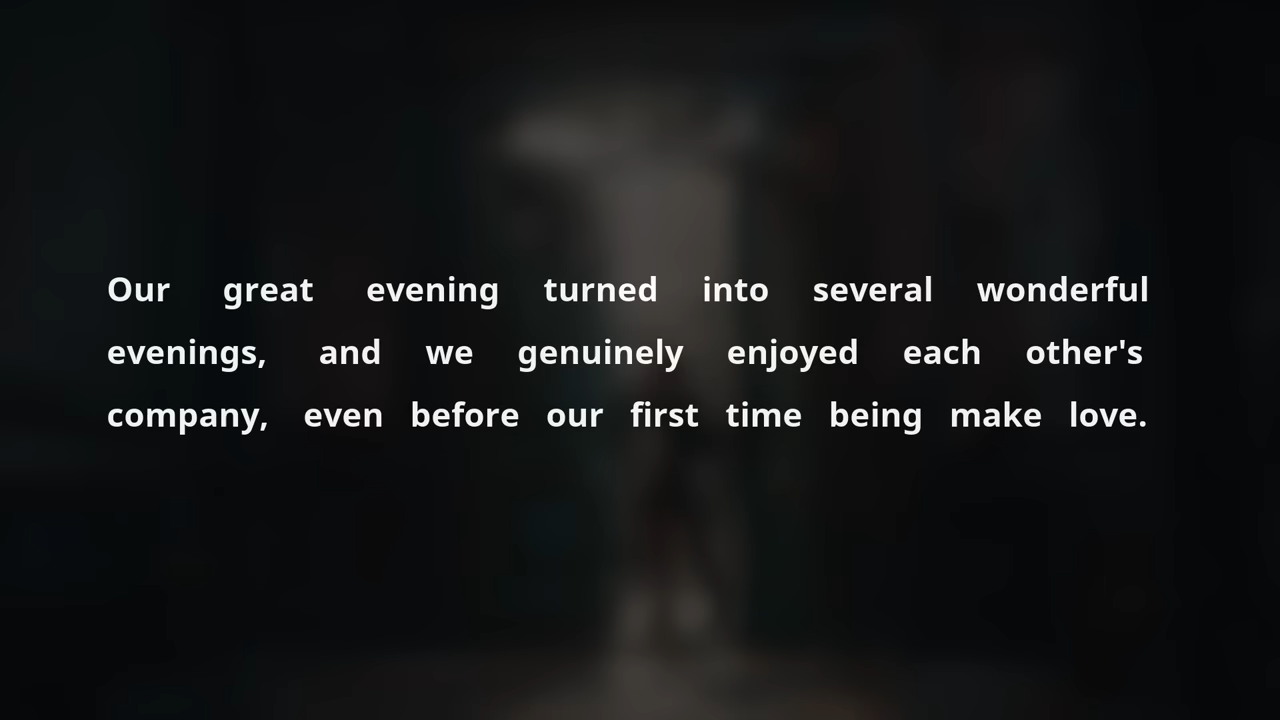 Our great evening turned into several wonderful
evenings, and we genuinely enjoyed each other's
company, even before our first time being make love.